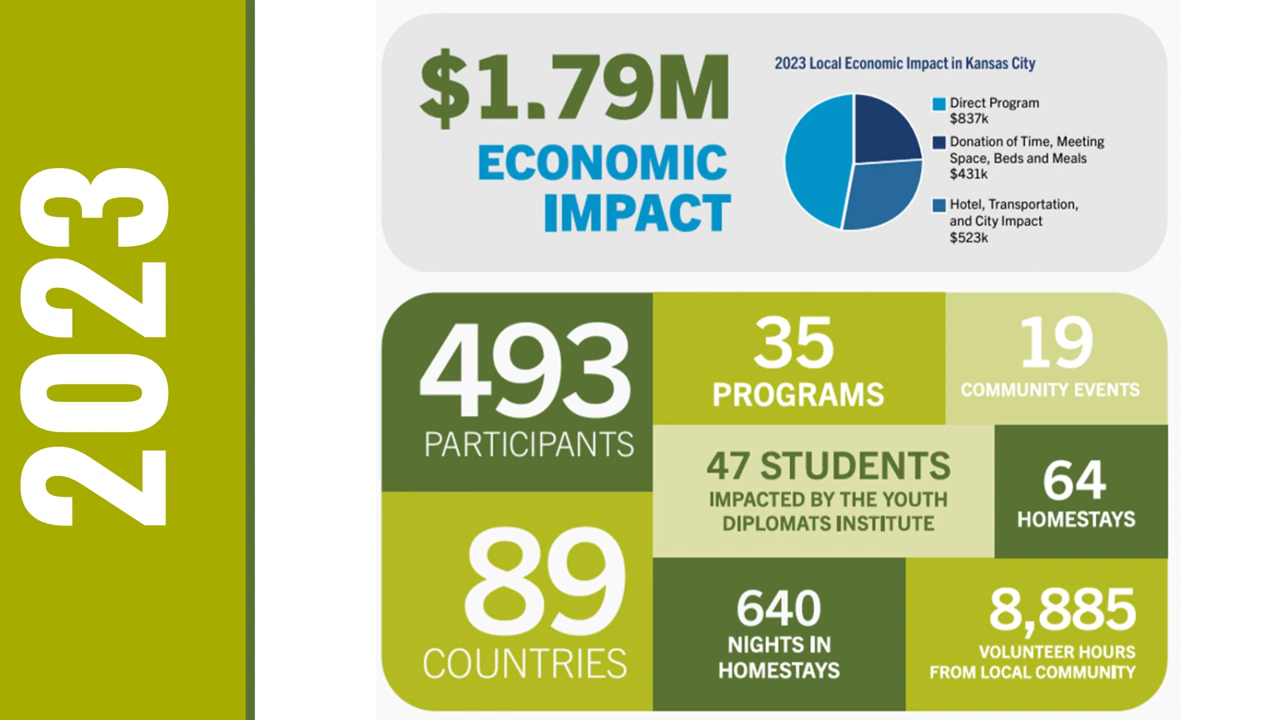 2023
$1.79M
ECONOMIC
IMPACT
2023 Local Economic Impact in Kansas City
Direct Program
$837k
Donation of Time, Meeting
Space, Beds and Meals
$431k
Hotel, Transportation,
and City Impact
$523k
493
PARTICIPANTS
35
PROGRAMS
19
COMMUNITY EVENTS
47 STUDENTS
IMPACTED BY THE YOUTH
DIPLOMATS INSTITUTE
64
HOMESTAYS
89
COUNTRIES
640
NIGHTS IN
HOMESTAYS
8,885
VOLUNTEER HOURS
FROM LOCAL COMMUNITY